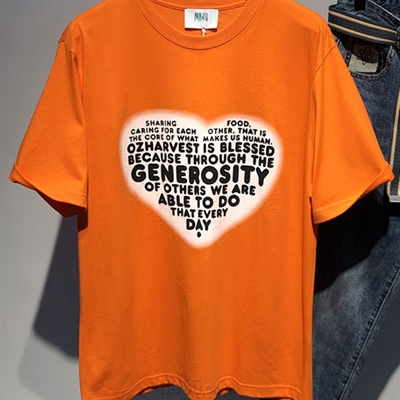 SHARING FOOD.
CARING FOR EACH OTHER, THAT IS
THE CORE OF WHAT MAKES US HUMAN.
OZHARVEST IS BLESSED
BECAUSE THROUGH THE
GENEROSITY
OF OTHERS WE ARE
ABLE TO DO
THAT EVERY
DAY